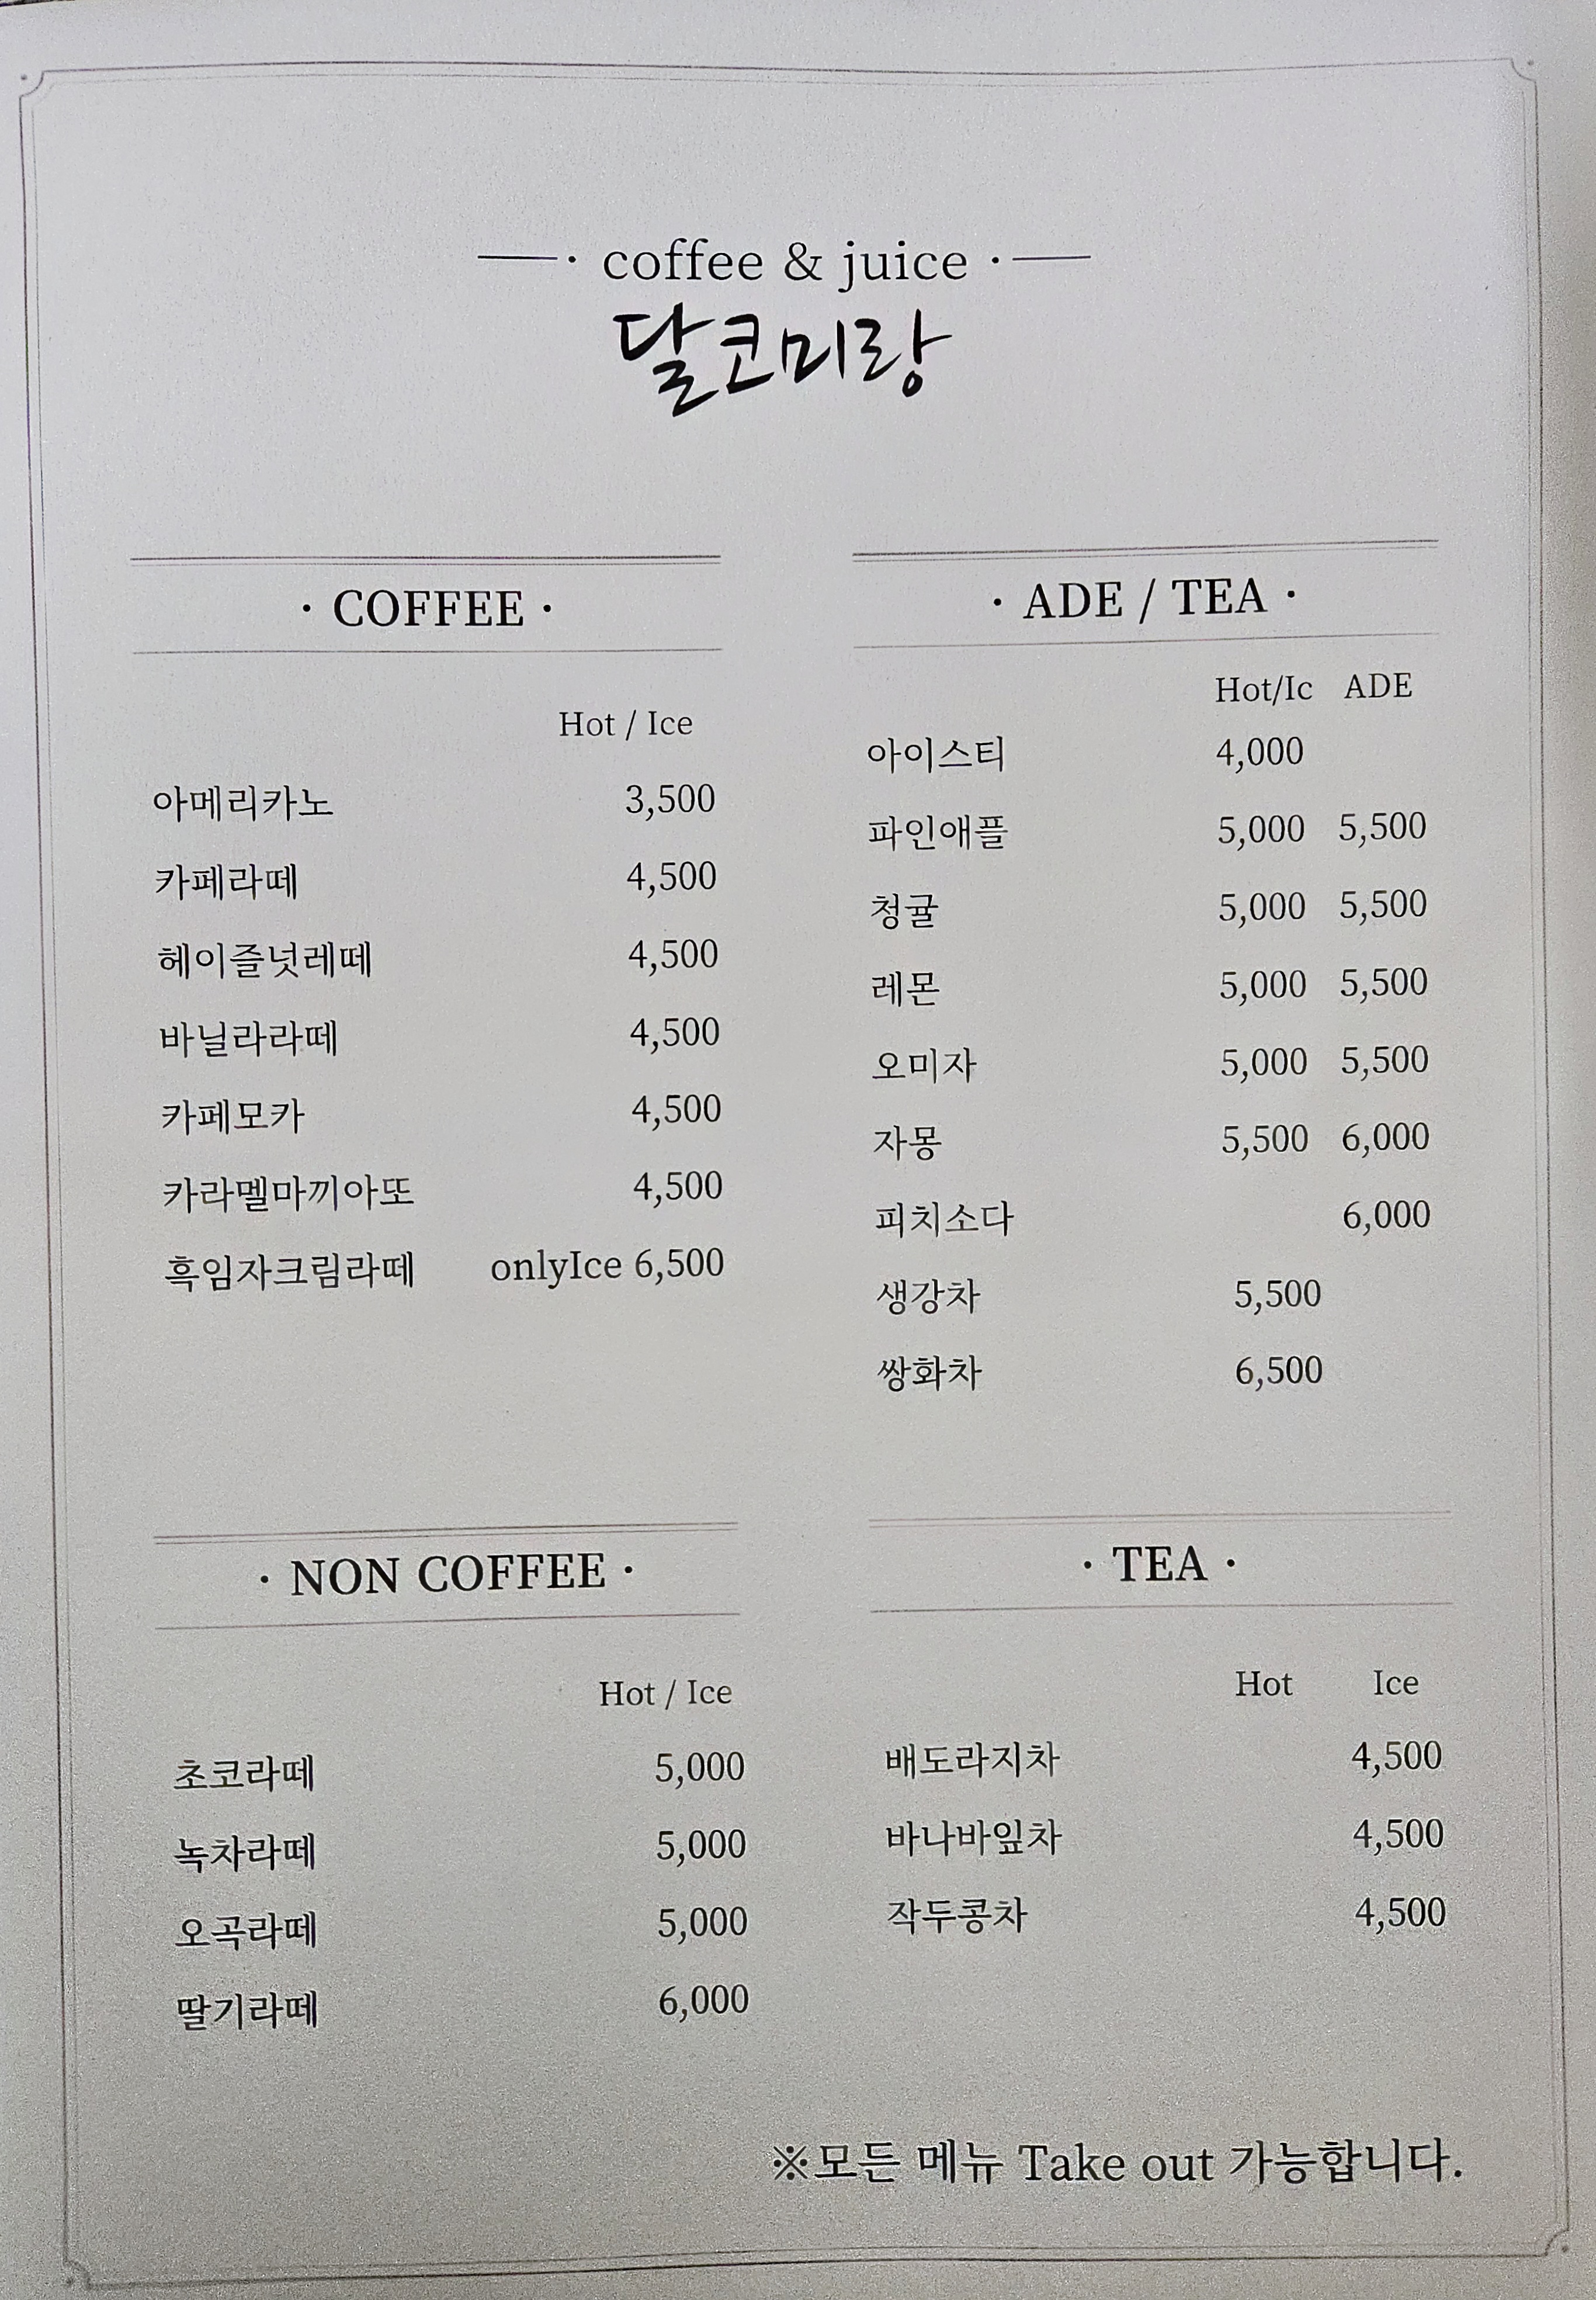 coffee & juice
달코미랑
· COFFEE ·
Hot / Ice
아메리카노 3,500
카페라떼 4,500
헤이즐넛레떼 4,500
바닐라라떼 4,500
카페모카 4,500
카라멜마끼아또 4,500
흑임자크림라떼 onlyIce 6,500
· ADE / TEA ·
Hot/Ic ADE
아이스티 4,000
파인애플 5,000 5,500
청귤 5,000 5,500
레몬 5,000 5,500
오미자 5,000 5,500
자몽 5,500 6,000
피치소다 6,000
생강차 5,500
쌍화차 6,500
· NON COFFEE ·
Hot / Ice
초코라떼 5,000
녹차라떼 5,000
오곡라떼 5,000
딸기라떼 6,000
· TEA ·
Hot Ice
배도라지차 4,500
바나바잎차 4,500
작두콩차 4,500
※모든 메뉴 Take out 가능합니다.